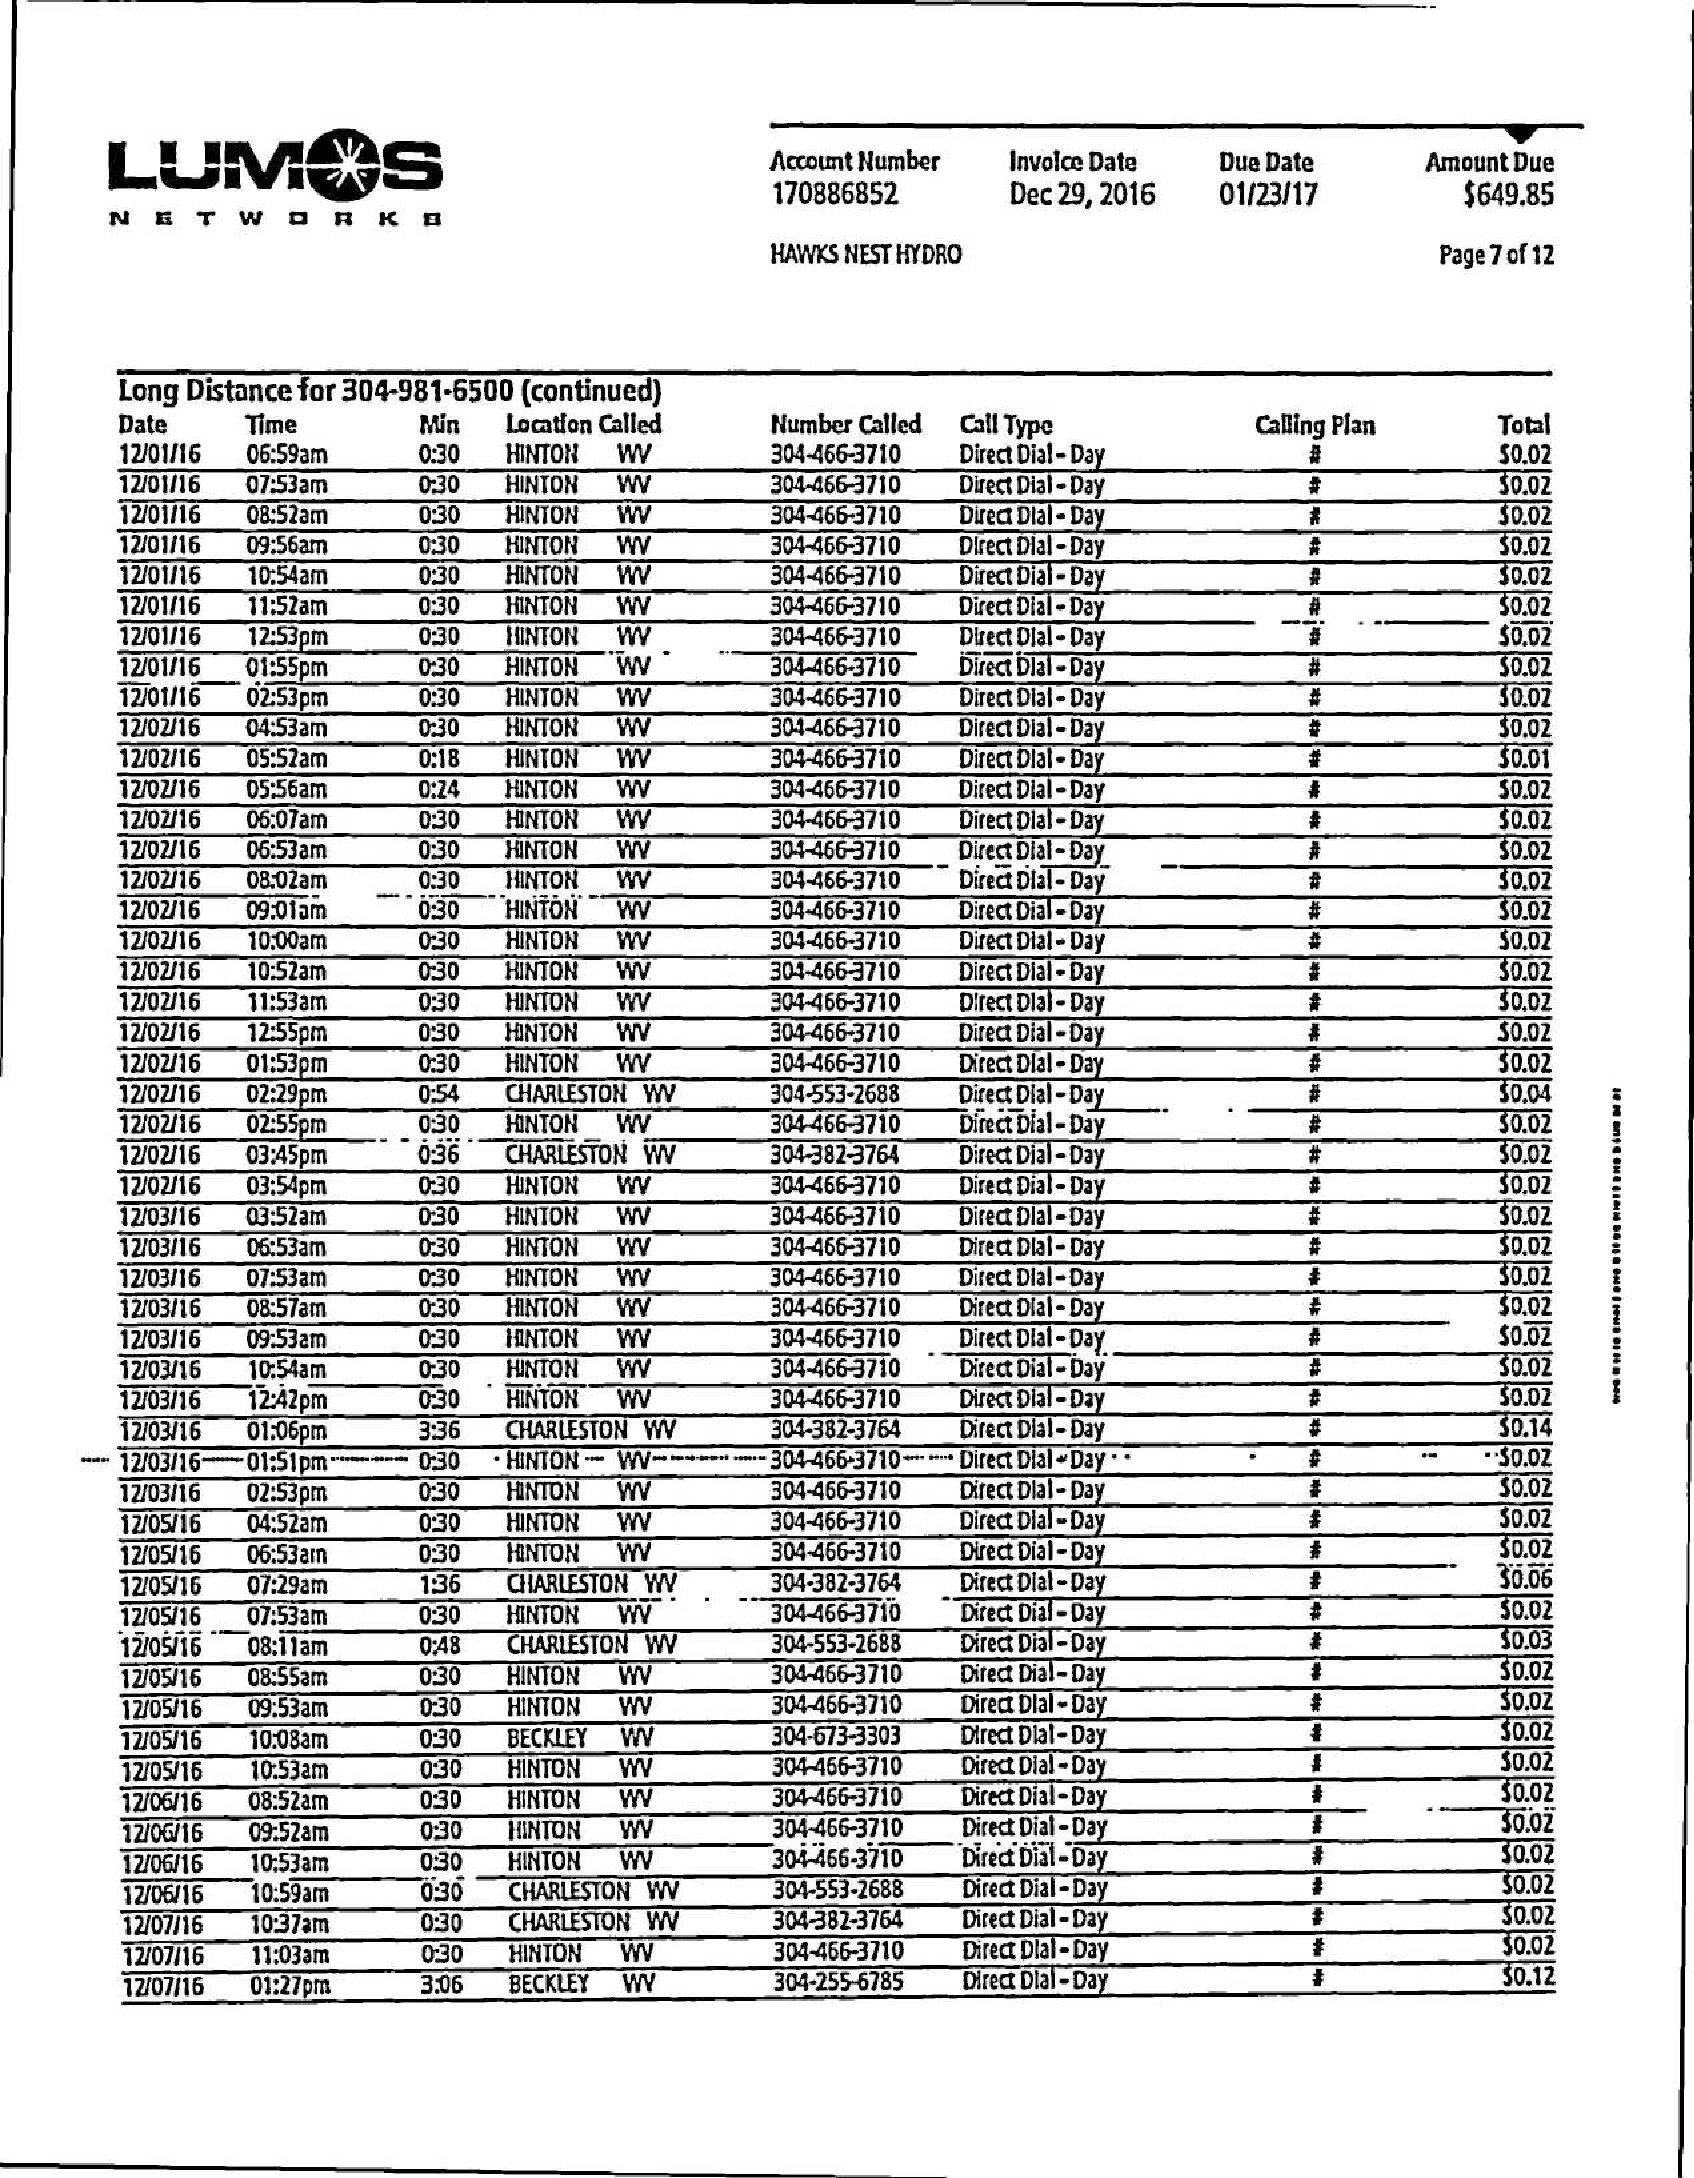 LUMOS
NETWORKS
Account Number Invoice Date Due Date Amount Due
170886852 Dec 29, 2016 01/23/17 $649.85
HAWKS NEST HYDRO Page 7 of 12
Long Distance for 304-981-6500 (continued)
Date Time Min Location Called Number Called Call Type Calling Plan Total
12/01/16 06:59am 0:30 HINTON WV 304-466-3710 Direct Dial - Day # $0.02
12/01/16 07:53am 0:30 HINTON WV 304-466-3710 Direct Dial - Day # $0.02
12/01/16 08:52am 0:30 HINTON WV 304-466-3710 Direct Dial - Day # $0.02
12/01/16 09:56am 0:30 HINTON WV 304-466-3710 Direct Dial - Day # $0.02
12/01/16 10:54am 0:30 HINTON WV 304-466-3710 Direct Dial - Day # $0.02
12/01/16 11:52am 0:30 HINTON WV 304-466-3710 Direct Dial - Day # $0.02
12/01/16 12:53pm 0:30 HINTON WV 304-466-3710 Direct Dial - Day # $0.02
12/01/16 01:55pm 0:30 HINTON WV 304-466-3710 Direct Dial - Day # $0.02
12/01/16 02:53pm 0:30 HINTON WV 304-466-3710 Direct Dial - Day # $0.02
12/02/16 04:53am 0:30 HINTON WV 304-466-3710 Direct Dial - Day # $0.02
12/02/16 05:52am 0:18 HINTON WV 304-466-3710 Direct Dial - Day # $0.01
12/02/16 05:56am 0:24 HINTON WV 304-466-3710 Direct Dial - Day # $0.02
12/02/16 06:07am 0:30 HINTON WV 304-466-3710 Direct Dial - Day # $0.02
12/02/16 06:53am 0:30 HINTON WV 304-466-3710 Direct Dial - Day # $0.02
12/02/16 08:02am 0:30 HINTON WV 304-466-3710 Direct Dial - Day # $0.02
12/02/16 09:01am 0:30 HINTON WV 304-466-3710 Direct Dial - Day # $0.02
12/02/16 10:00am 0:30 HINTON WV 304-466-3710 Direct Dial - Day # $0.02
12/02/16 10:52am 0:30 HINTON WV 304-466-3710 Direct Dial - Day # $0.02
12/02/16 11:53am 0:30 HINTON WV 304-466-3710 Direct Dial - Day # $0.02
12/02/16 12:55pm 0:30 HINTON WV 304-466-3710 Direct Dial - Day # $0.02
12/02/16 01:53pm 0:30 HINTON WV 304-466-3710 Direct Dial - Day # $0.02
12/02/16 02:29pm 0:54 CHARLESTON WV 304-553-2688 Direct Dial - Day # $0.04
12/02/16 02:55pm 0:30 HINTON WV 304-466-3710 Direct Dial - Day # $0.02
12/02/16 03:45pm 0:36 CHARLESTON WV 304-382-3764 Direct Dial - Day # $0.02
12/02/16 03:54pm 0:30 HINTON WV 304-466-3710 Direct Dial - Day # $0.02
12/03/16 03:52am 0:30 HINTON WV 304-466-3710 Direct Dial - Day # $0.02
12/03/16 06:53am 0:30 HINTON WV 304-466-3710 Direct Dial - Day # $0.02
12/03/16 07:53am 0:30 HINTON WV 304-466-3710 Direct Dial - Day # $0.02
12/03/16 08:57am 0:30 HINTON WV 304-466-3710 Direct Dial - Day # $0.02
12/03/16 09:53am 0:30 HINTON WV 304-466-3710 Direct Dial - Day # $0.02
12/03/16 10:54am 0:30 HINTON WV 304-466-3710 Direct Dial - Day # $0.02
12/03/16 12:42pm 0:30 HINTON WV 304-466-3710 Direct Dial - Day # $0.02
12/03/16 01:06pm 3:36 CHARLESTON WV 304-382-3764 Direct Dial - Day # $0.14
12/03/16 01:51pm 0:30 HINTON WV 304-466-3710 Direct Dial - Day # $0.02
12/03/16 02:53pm 0:30 HINTON WV 304-466-3710 Direct Dial - Day # $0.02
12/05/16 04:52am 0:30 HINTON WV 304-466-3710 Direct Dial - Day # $0.02
12/05/16 06:53am 0:30 HINTON WV 304-466-3710 Direct Dial - Day # $0.02
12/05/16 07:29am 1:36 CHARLESTON WV 304-382-3764 Direct Dial - Day # $0.06
12/05/16 07:53am 0:30 HINTON WV 304-466-3710 Direct Dial - Day # $0.02
12/05/16 08:11am 0:48 CHARLESTON WV 304-553-2688 Direct Dial - Day # $0.03
12/05/16 08:55am 0:30 HINTON WV 304-466-3710 Direct Dial - Day # $0.02
12/05/16 09:53am 0:30 HINTON WV 304-466-3710 Direct Dial - Day # $0.02
12/05/16 10:08am 0:30 BECKLEY WV 304-673-3303 Direct Dial - Day # $0.02
12/05/16 10:53am 0:30 HINTON WV 304-466-3710 Direct Dial - Day # $0.02
12/06/16 08:52am 0:30 HINTON WV 304-466-3710 Direct Dial - Day # $0.02
12/06/16 09:52am 0:30 HINTON WV 304-466-3710 Direct Dial - Day # $0.02
12/06/16 10:53am 0:30 HINTON WV 304-466-3710 Direct Dial - Day # $0.02
12/06/16 10:59am 0:30 CHARLESTON WV 304-553-2688 Direct Dial - Day # $0.02
12/07/16 10:37am 0:30 CHARLESTON WV 304-382-3764 Direct Dial - Day # $0.02
12/07/16 11:03am 0:30 HINTON WV 304-466-3710 Direct Dial - Day # $0.02
12/07/16 01:27pm 3:06 BECKLEY WV 304-255-6785 Direct Dial - Day # $0.12